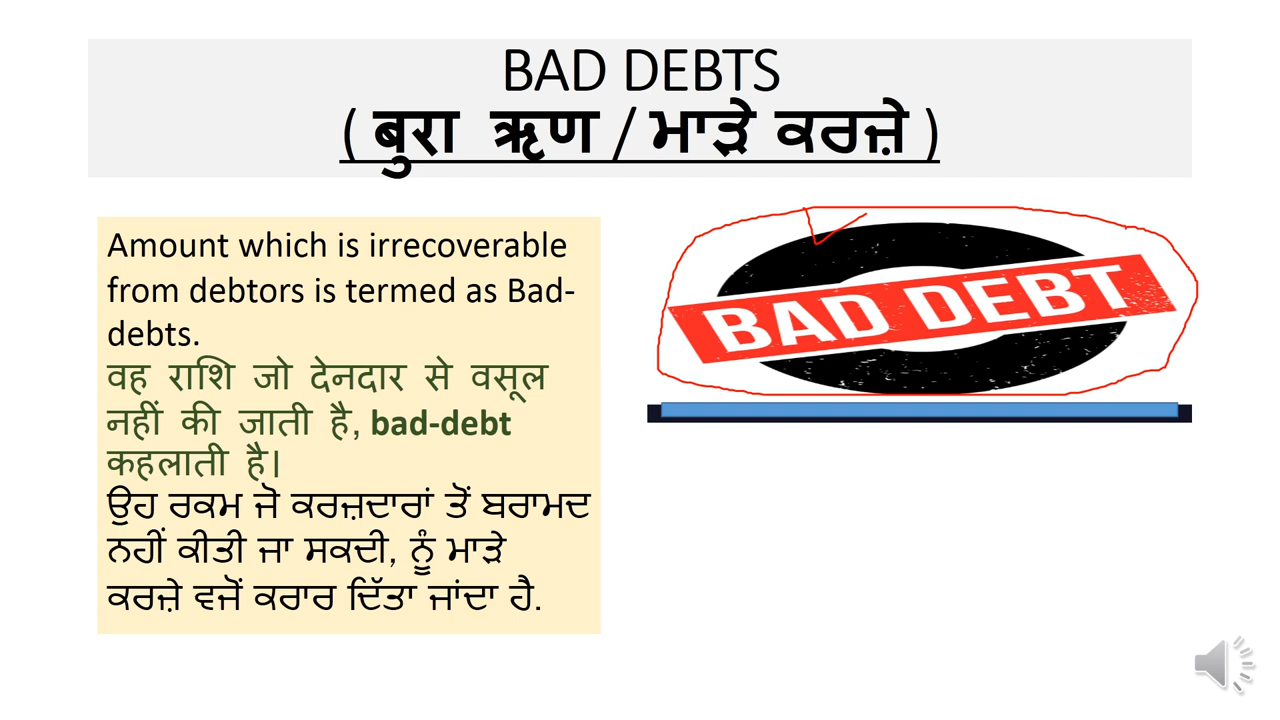 BAD DEBTS
( बुरा ऋण / ਮਾੜੇ ਕਰਜ਼ੇ )
Amount which is irrecoverable
from debtors is termed as Bad-
debts.
वह राशि जो देनदार से वसूल
नहीं की जाती है, bad-debt
कहलाती है।
ਉਹ ਰਕਮ ਜੋ ਕਰਜ਼ਦਾਰਾਂ ਤੋਂ ਬਰਾਮਦ
ਨਹੀਂ ਕੀਤੀ ਜਾ ਸਕਦੀ, ਨੂੰ ਮਾੜੇ
ਕਰਜ਼ੇ ਵਜੋਂ ਕਰਾਰ ਦਿੱਤਾ ਜਾਂਦਾ ਹੈ.
BAD DEBT